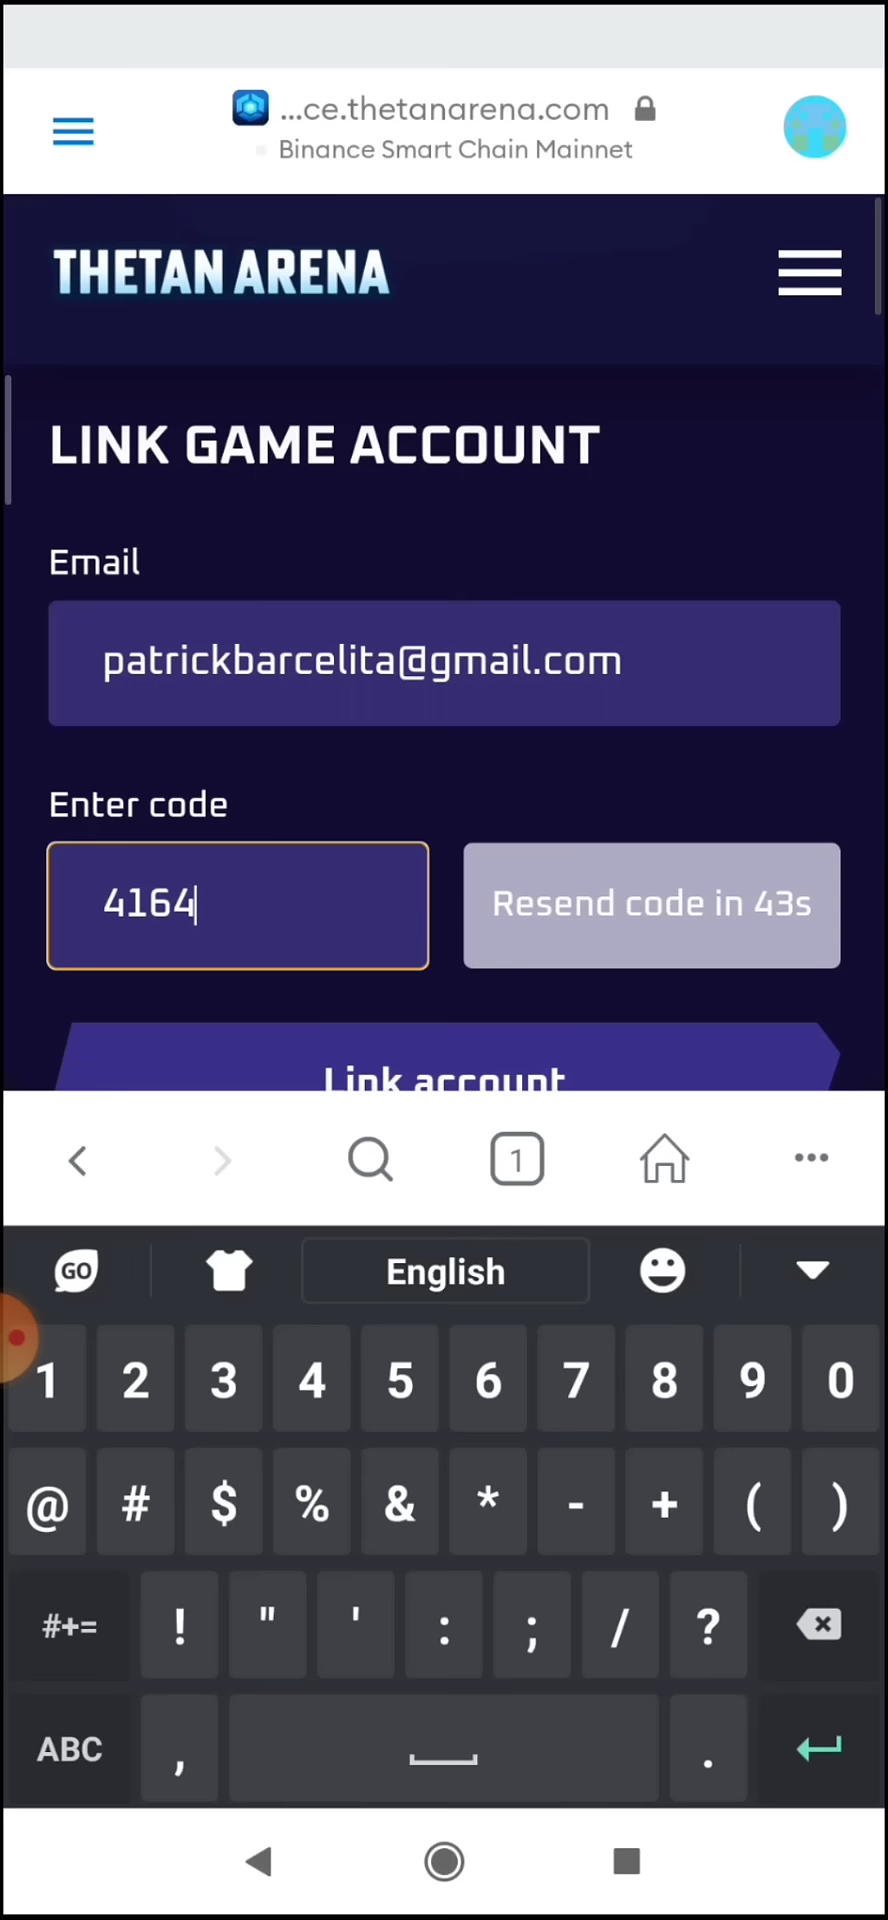 ...ce.thetanarena.com
Binance Smart Chain Mainnet
THETAN ARENA
LINK GAME ACCOUNT
Email
patrickbarcelita@gmail.com
Enter code
4164
Resend code in 43s
Link account
1
GO
English
1 2 3 4 5 6 7 8 9 0
@ # $ % & * - + ( )
#+= ! " ' : ; / ?
ABC , .